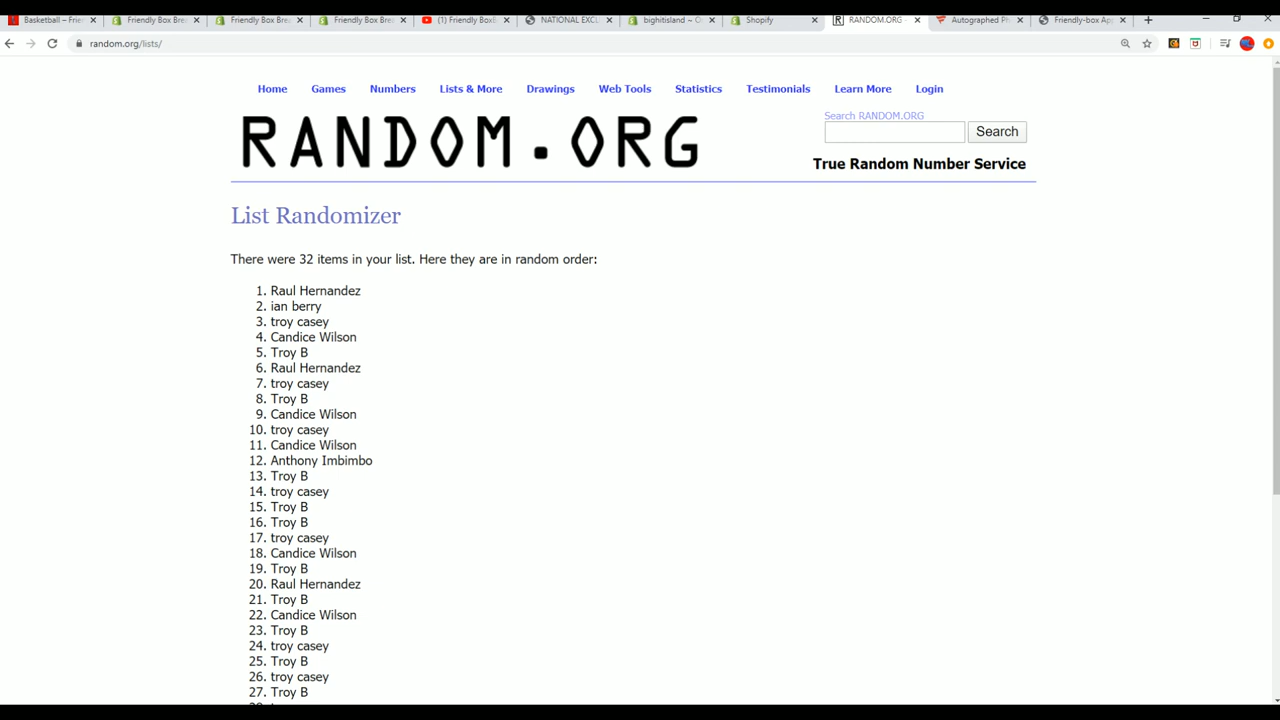 Basketball – Frie
Friendly Box Brea
Friendly Box Brea
Friendly Box Brea
(1) Friendly BoxB
NATIONAL EXCL
bighitisland ~ O
Shopify
RANDOM.ORG -
Autographed Ph
Friendly-box Ap
random.org/lists/
Home Games Numbers Lists & More Drawings Web Tools Statistics Testimonials Learn More Login
RANDOM.ORG
Search RANDOM.ORG
Search
True Random Number Service
List Randomizer
There were 32 items in your list. Here they are in random order:
1. Raul Hernandez
2. ian berry
3. troy casey
4. Candice Wilson
5. Troy B
6. Raul Hernandez
7. troy casey
8. Troy B
9. Candice Wilson
10. troy casey
11. Candice Wilson
12. Anthony Imbimbo
13. Troy B
14. troy casey
15. Troy B
16. Troy B
17. troy casey
18. Candice Wilson
19. Troy B
20. Raul Hernandez
21. Troy B
22. Candice Wilson
23. Troy B
24. troy casey
25. Troy B
26. troy casey
27. Troy B